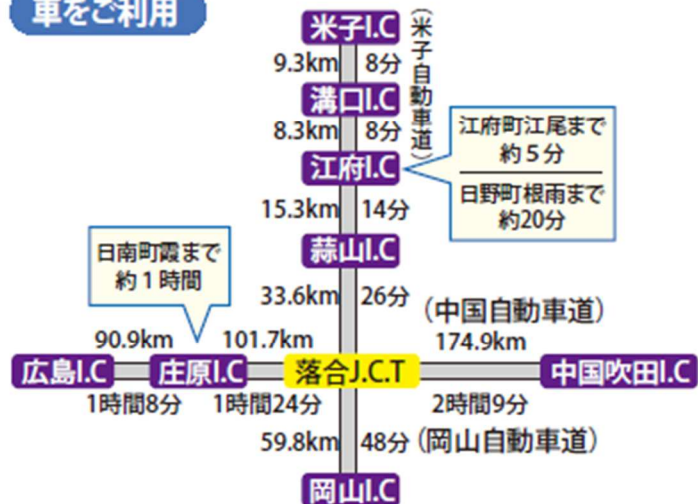 車をご利用
米子I.C
(米子自動車道)
9.3km 8分
溝口I.C
8.3km 8分
江府I.C
江府町江尾まで
約5分
日野町根雨まで
約20分
15.3km 14分
蒜山I.C
日南町霞まで
約1時間
33.6km 26分
(中国自動車道)
90.9km 101.7km 174.9km
広島I.C 庄原I.C 落合J.C.T 中国吹田I.C
1時間8分 1時間24分 2時間9分
59.8km 48分 (岡山自動車道)
岡山I.C